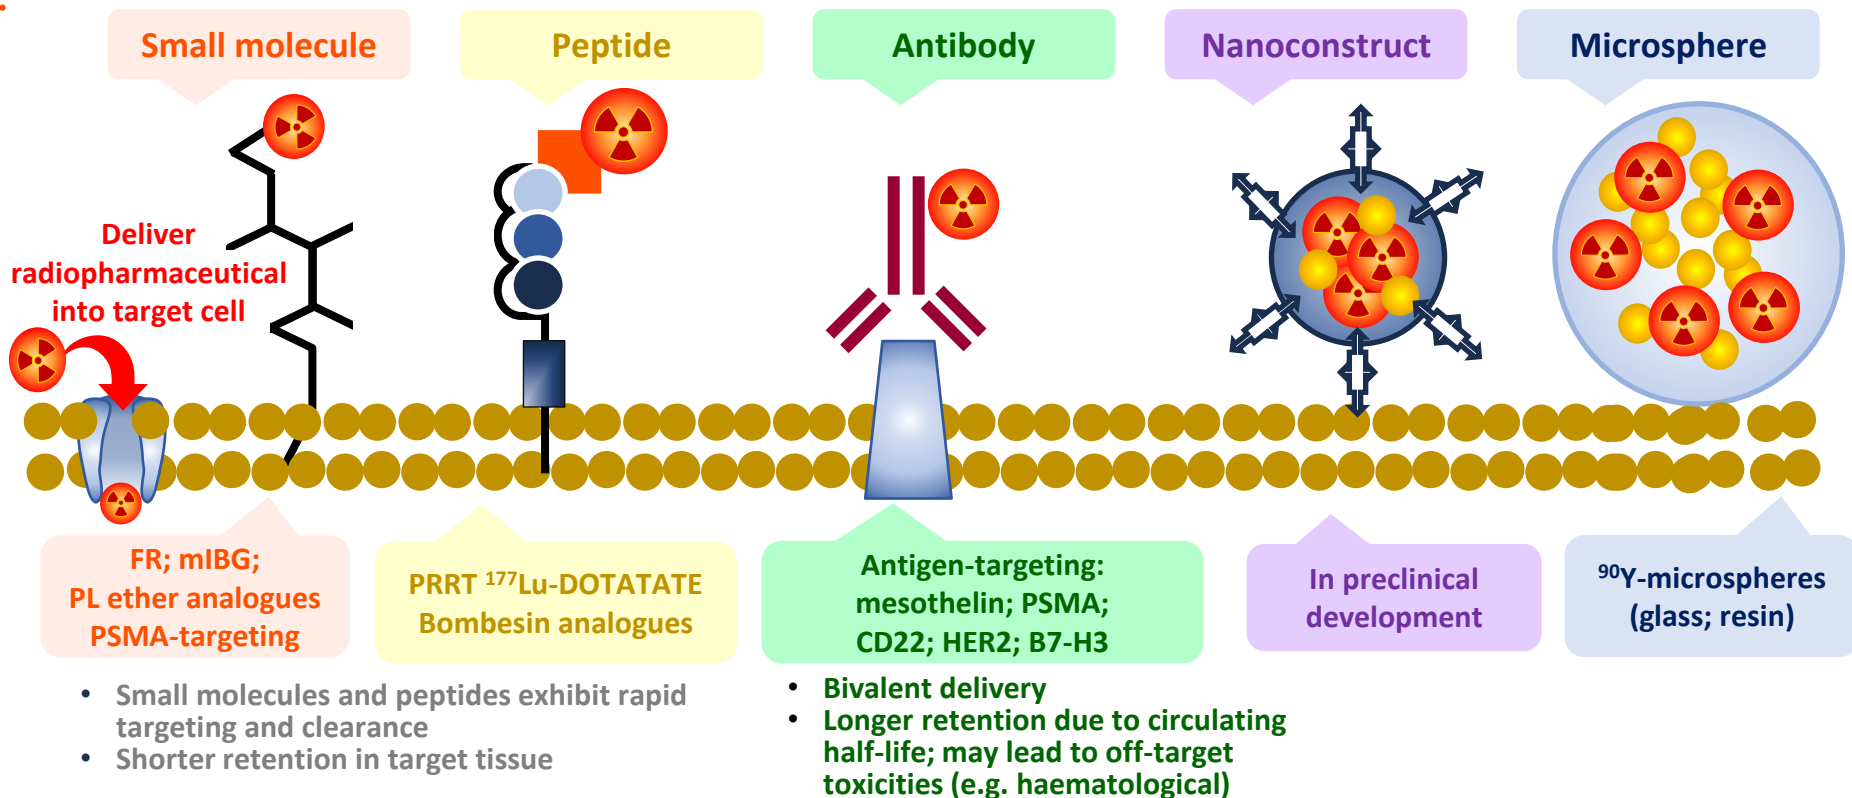 Small molecule
Peptide
Antibody
Nanoconstruct
Microsphere
Deliver
radiopharmaceutical
into target cell
FR; mIBG;
PL ether analogues
PSMA-targeting
PRRT ¹⁷⁷Lu-DOTATATE
Bombesin analogues
Antigen-targeting:
mesothelin; PSMA;
CD22; HER2; B7-H3
In preclinical
development
⁹⁰Y-microspheres
(glass; resin)
• Small molecules and peptides exhibit rapid
targeting and clearance
• Shorter retention in target tissue
• Bivalent delivery
• Longer retention due to circulating
half-life; may lead to off-target
toxicities (e.g. haematological)